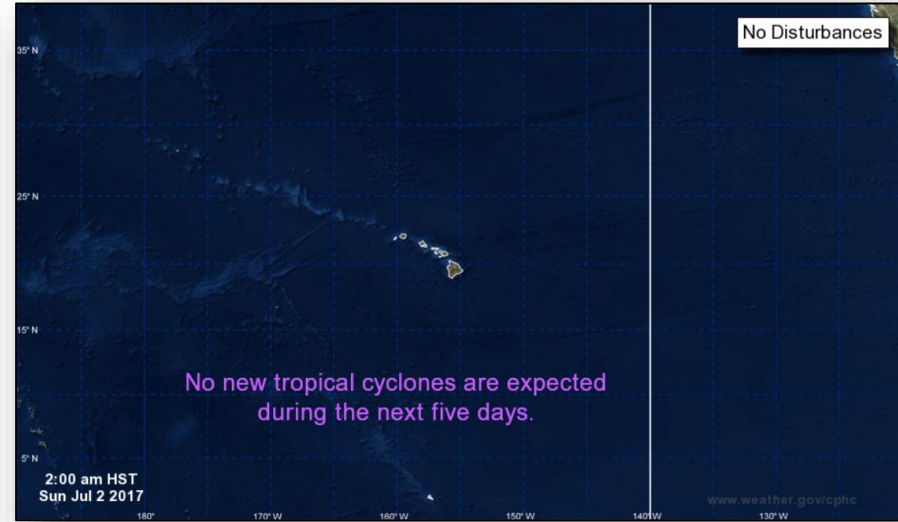 No Disturbances
35° N
25° N
15° N
No new tropical cyclones are expected
during the next five days.
5° N
2:00 am HST
Sun Jul 2 2017
www.weather.gov/cphc
180°
170° W
160° W
150° W
140° W
130° W